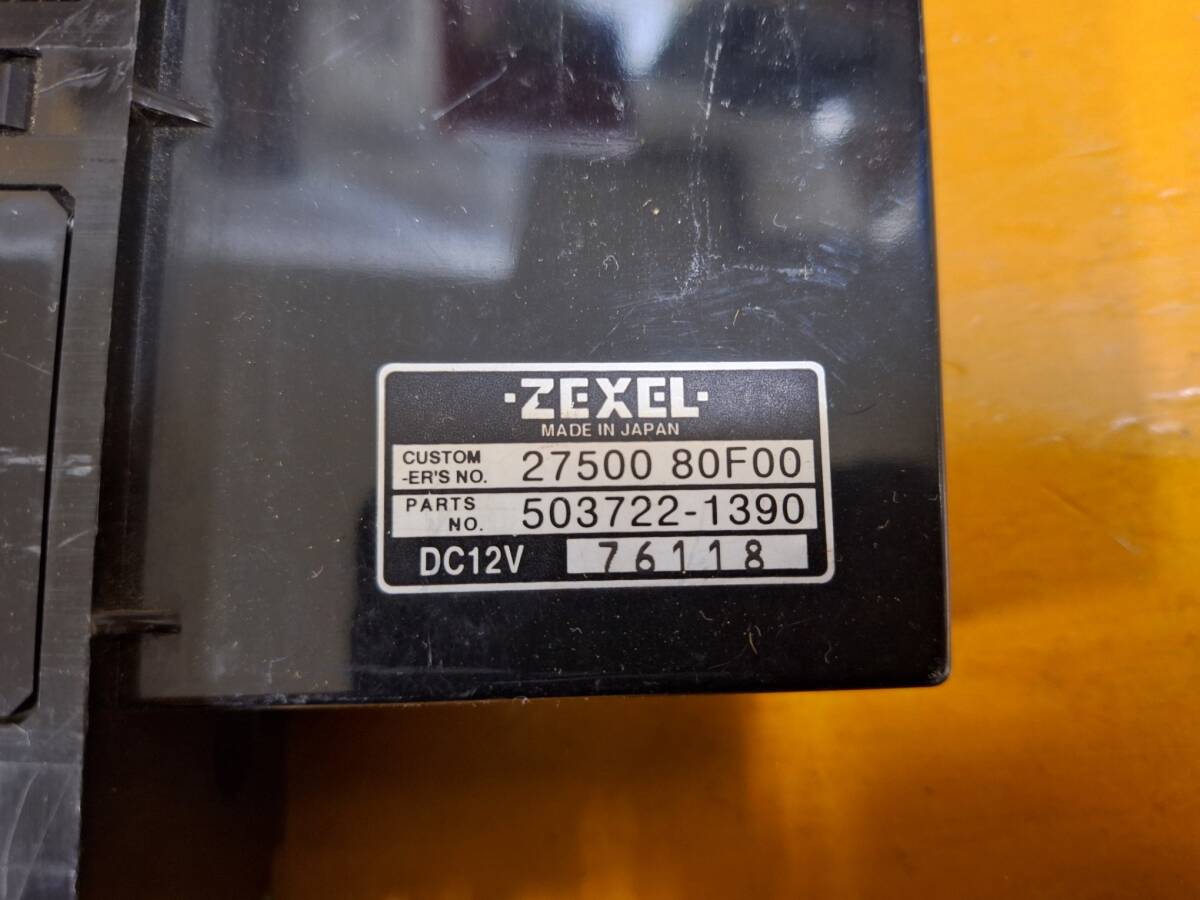 ·ZEXEL·
MADE IN JAPAN
CUSTOM
-ER'S NO. 27500 80F00
PARTS
NO. 503722-1390
DC12V 76118